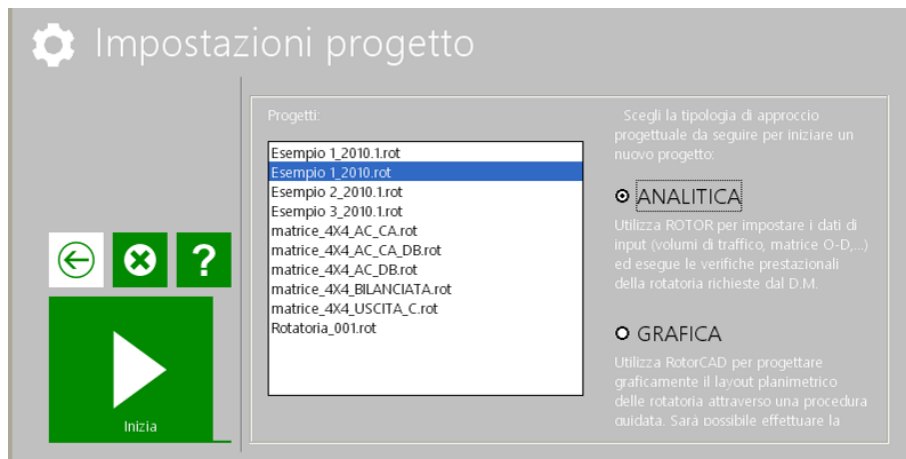 Impostazioni progetto
Progetti:
Esempio 1_2010.1.rot
Esempio 1_2010.rot
Esempio 2_2010.1.rot
Esempio 3_2010.1.rot
matrice_4X4_AC_CA.rot
matrice_4X4_AC_CA_DB.rot
matrice_4X4_AC_DB.rot
matrice_4X4_BILANCIATA.rot
matrice_4X4_USCITA_C.rot
Rotatoria_001.rot
Scegli la tipologia di approccio
progettuale da seguire per iniziare un
nuovo progetto:
ANALITICA
Utilizza ROTOR per impostare i dati di
input (volumi di traffico, matrice O-D,...)
ed esegue le verifiche prestazionali
della rotatoria richieste dal D.M.
GRAFICA
Utilizza RotorCAD per progettare
graficamente il layout planimetrico
delle rotatoria attraverso una procedura
guidata. Sarà possibile effettuare la
?
Inizia